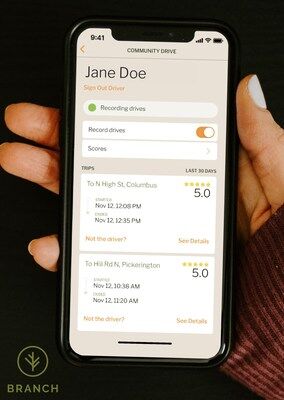 9:41
COMMUNITY DRIVE
Jane Doe
Sign Out Driver
Recording drives
Record drives
Scores
TRIPS LAST 30 DAYS
To N High St, Columbus
5.0
STARTED
Nov 12, 12:08 PM
ENDED
Nov 12, 12:35 PM
Not the driver? See Details
To Hill Rd N, Pickerington
5.0
STARTED
Nov 12, 10:38 AM
ENDED
Nov 12, 11:20 AM
Not the driver? See Details
BRANCH